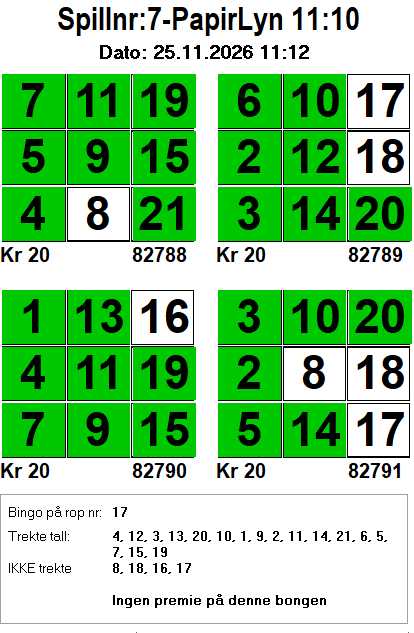 Spillnr:7-PapirLyn 11:10
Dato: 25.11.2026 11:12
7 11 19
5 9 15
4 8 21
Kr 20 82788
6 10 17
2 12 18
3 14 20
Kr 20 82789
1 13 16
4 11 19
7 9 15
Kr 20 82790
3 10 20
2 8 18
5 14 17
Kr 20 82791
Bingo på rop nr: 17
Trekte tall: 4, 12, 3, 13, 20, 10, 1, 9, 2, 11, 14, 21, 6, 5,
7, 15, 19
IKKE trekte 8, 18, 16, 17
Ingen premie på denne bongen